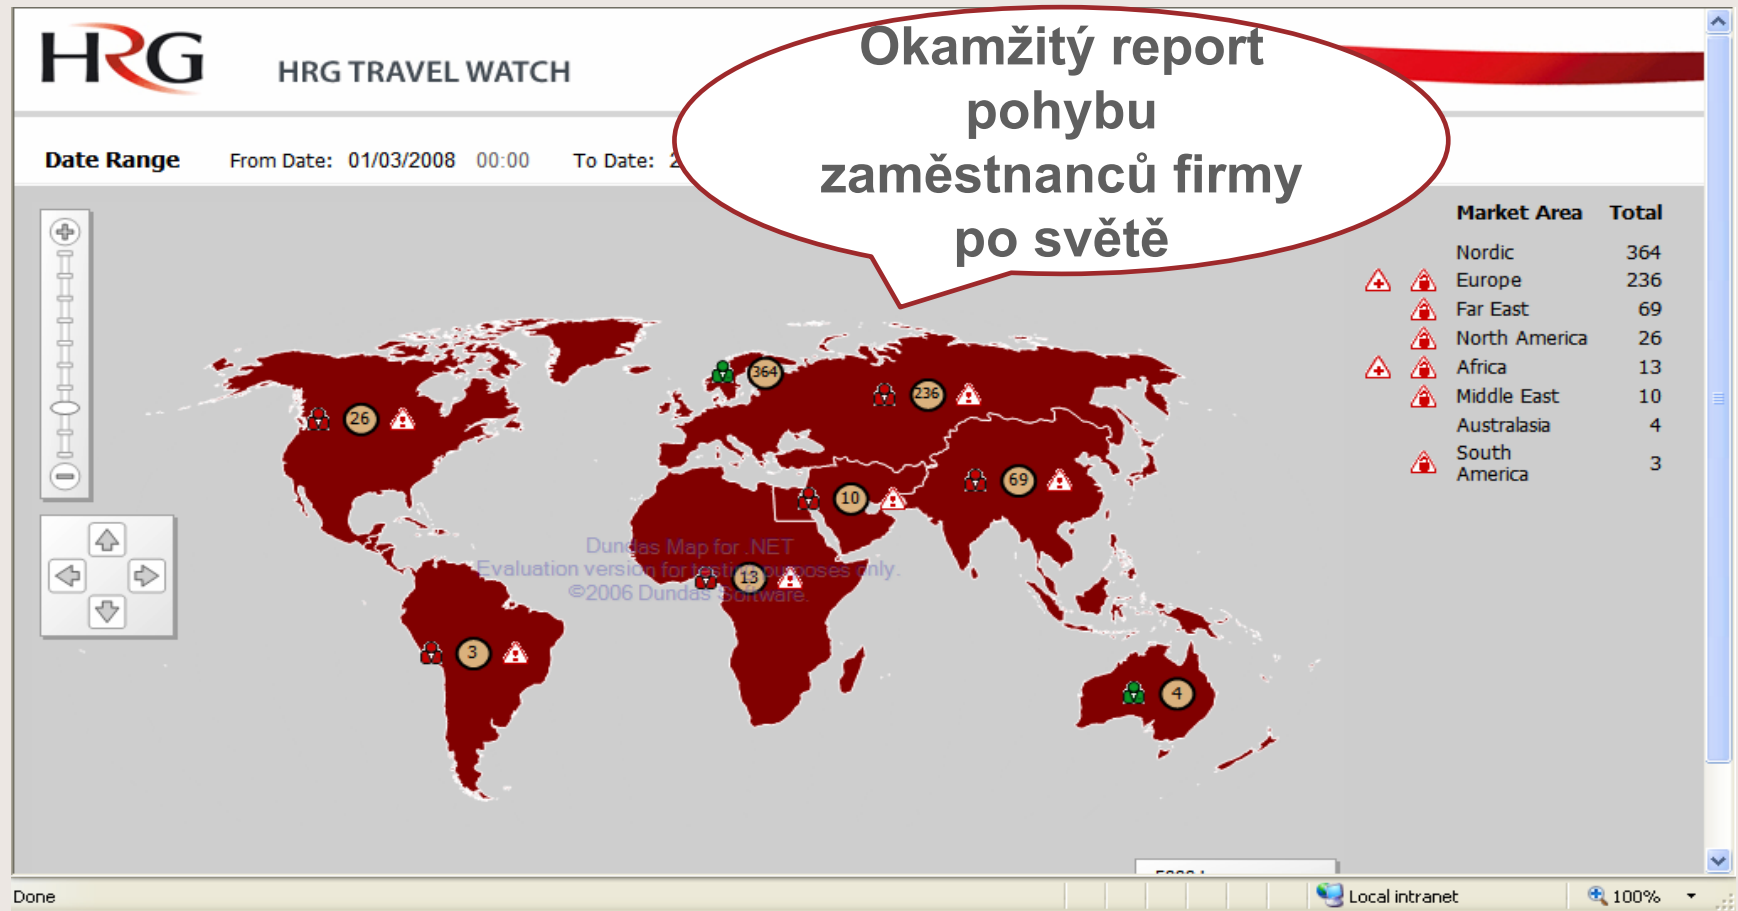 HRG
HRG TRAVEL WATCH
Okamžitý report
pohybu
zaměstnanců firmy
po světě
Date Range From Date: 01/03/2008 00:00 To Date:
Market Area Total
Nordic 364
Europe 236
Far East 69
North America 26
Africa 13
Middle East 10
Australasia 4
South
America 3
364
236
26
69
10
Dundas Map for .NET
Evaluation version for testing purposes only.
©2006 Dundas Software.
13
3
4
Done Local intranet 100%